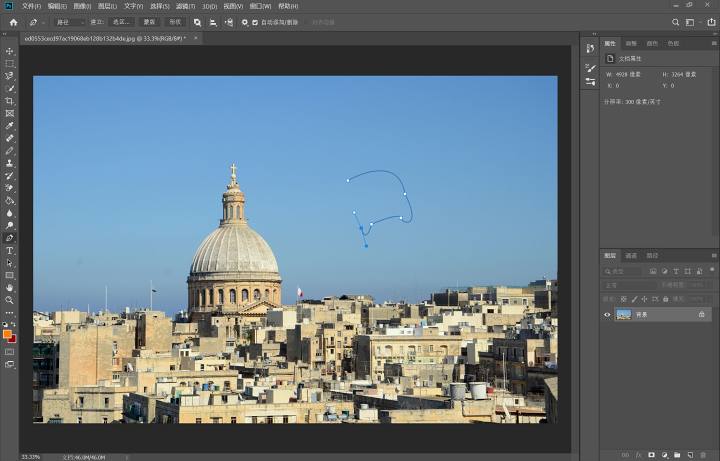 Ps 文件(F) 编辑(E) 图像(I) 图层(L) 文字(Y) 选择(S) 滤镜(T) 3D(D) 视图(V) 窗口(W) 帮助(H)
路径 建立: 选区... 蒙版 形状 自动添加/删除 对齐边缘
ed0553cecd97ac19068eb128b132b4de.jpg @ 33.3%(RGB/8#) * ×
属性 调整 颜色 色板
文档属性
W: 4928 像素 H: 3264 像素
X: 0 Y: 0
分辨率: 300 像素/英寸
图层 通道 路径
类型
正常 不透明度:
锁定: 填充:
背景
fx
33.33% 文档:46.0M/46.0M